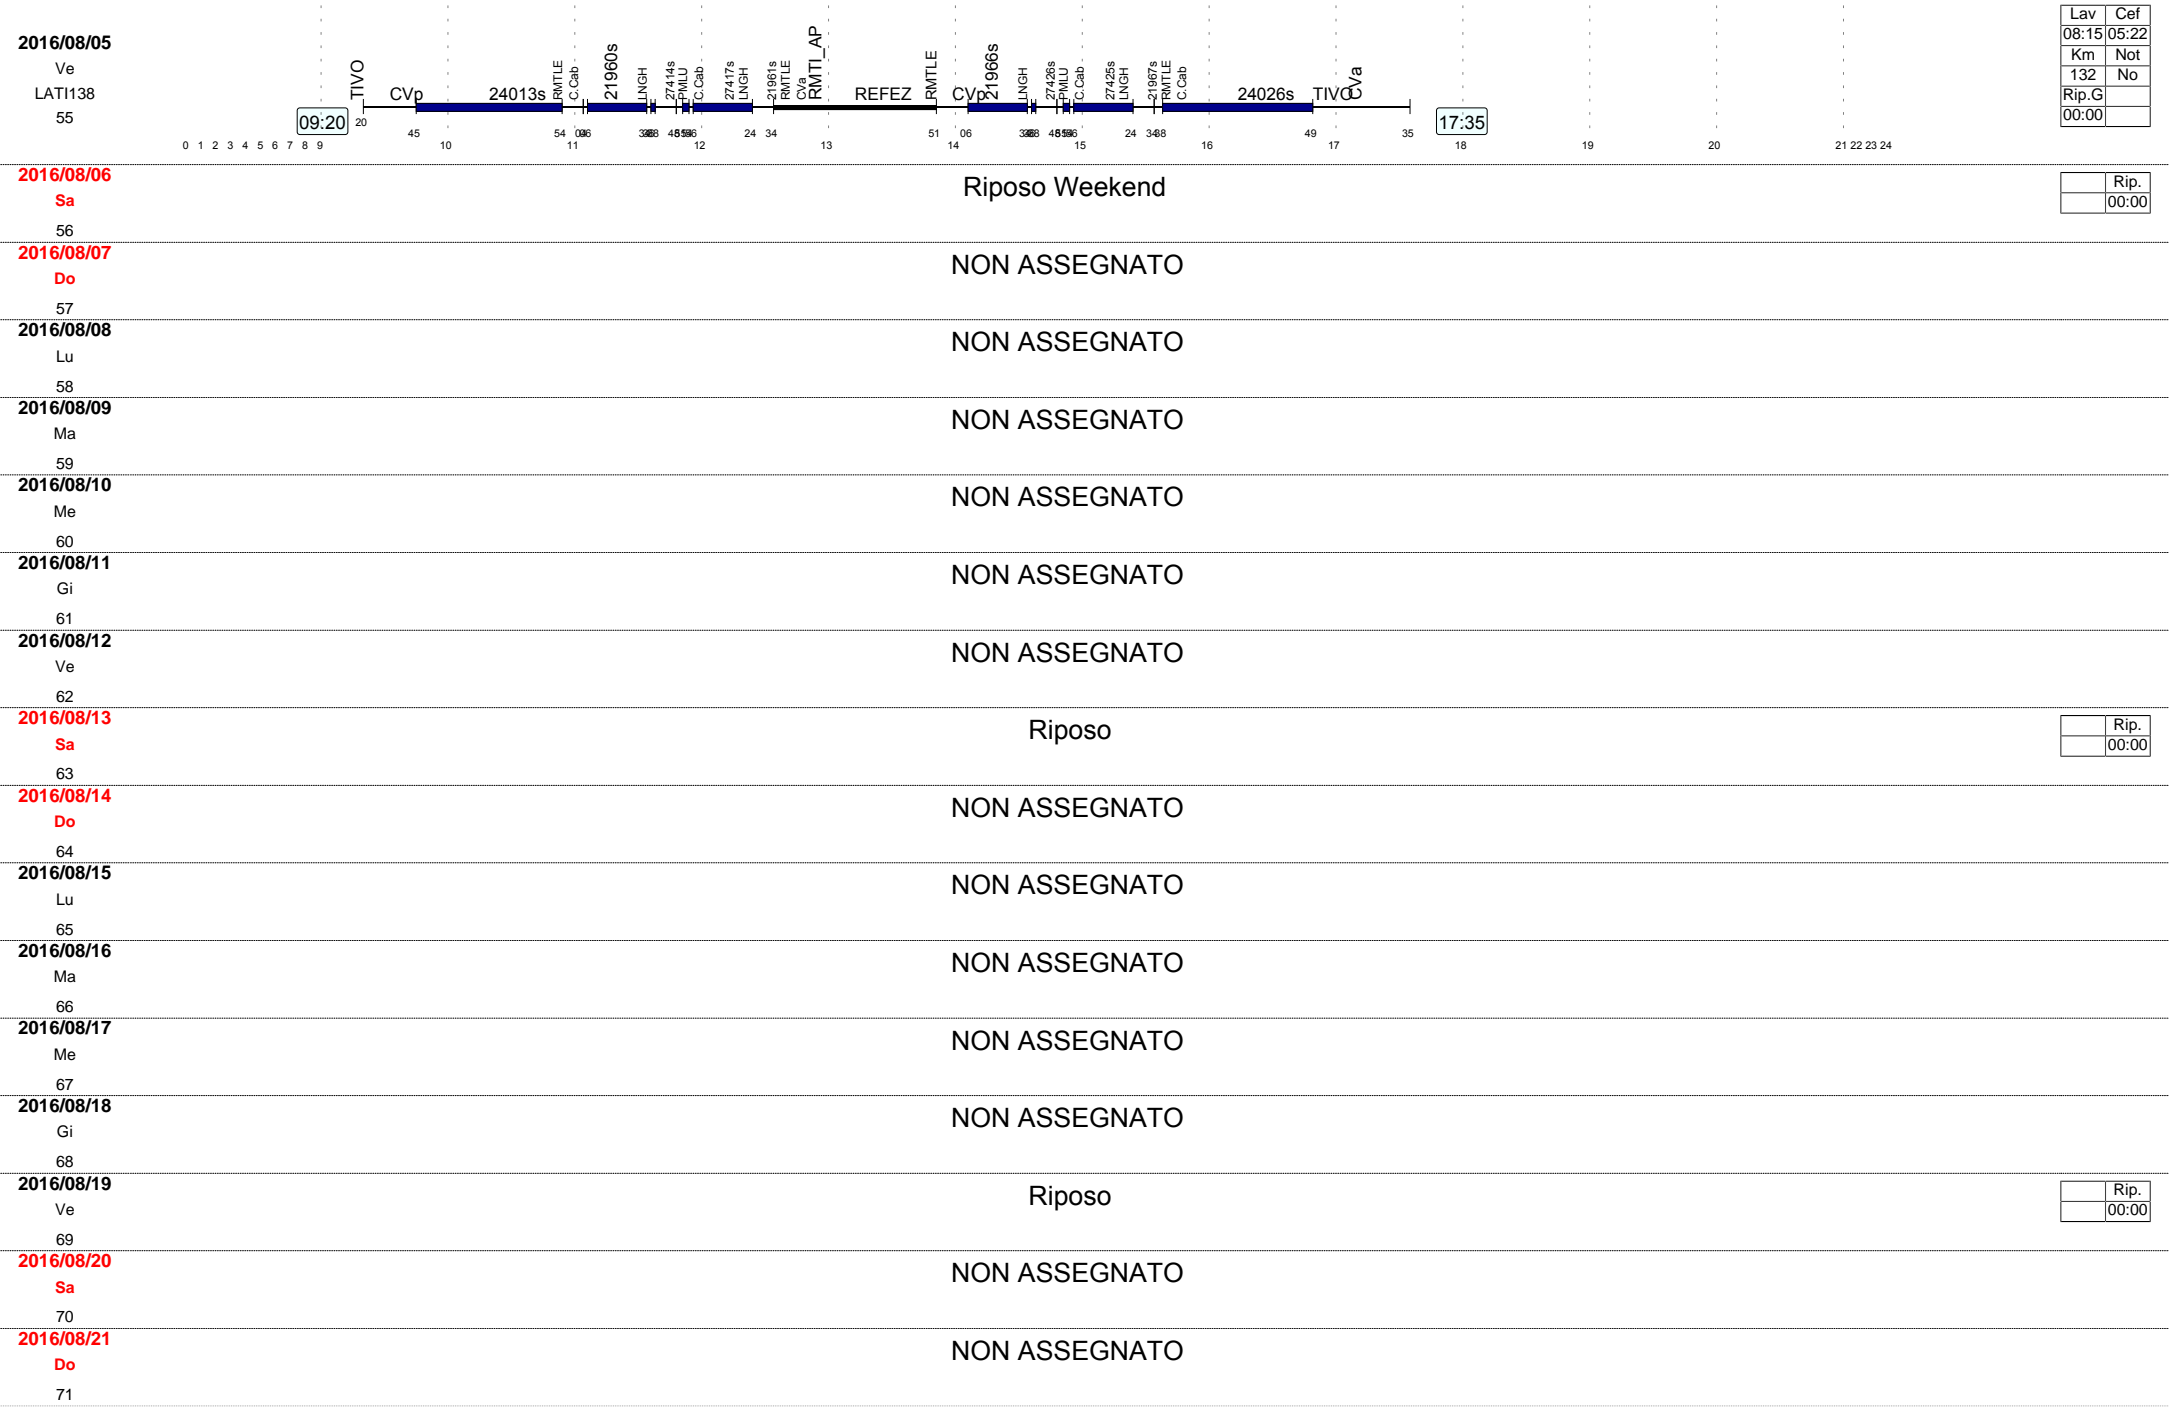 2016/08/05
Ve
LATI138
55
09:20
TIVO
CVp
24013s
RMTLE
C.Cab
21960s
LNGH
27414s
PMLU
C.Cab
27417s
LNGH
21961s
RMTLE
CVa
RMTI_AP
REFEZ
RMTLE
CVp
21966s
LNGH
27426s
PMLU
C.Cab
27425s
LNGH
21967s
RMTLE
C.Cab
24026s
TIVO
CVa
17:35
20 45 54 24 34 51 06 24 49 35
0 1 2 3 4 5 6 7 8 9 10 11 12 13 14 15 16 17 18 19 20 21 22 23 24
Lav Cef
08:15 05:22
Km Not
132 No
Rip.G
00:00
2016/08/06
Sa
56
Riposo Weekend
Rip.
00:00
2016/08/07
Do
57
NON ASSEGNATO
2016/08/08
Lu
58
NON ASSEGNATO
2016/08/09
Ma
59
NON ASSEGNATO
2016/08/10
Me
60
NON ASSEGNATO
2016/08/11
Gi
61
NON ASSEGNATO
2016/08/12
Ve
62
NON ASSEGNATO
2016/08/13
Sa
63
Riposo
Rip.
00:00
2016/08/14
Do
64
NON ASSEGNATO
2016/08/15
Lu
65
NON ASSEGNATO
2016/08/16
Ma
66
NON ASSEGNATO
2016/08/17
Me
67
NON ASSEGNATO
2016/08/18
Gi
68
NON ASSEGNATO
2016/08/19
Ve
69
Riposo
Rip.
00:00
2016/08/20
Sa
70
NON ASSEGNATO
2016/08/21
Do
71
NON ASSEGNATO